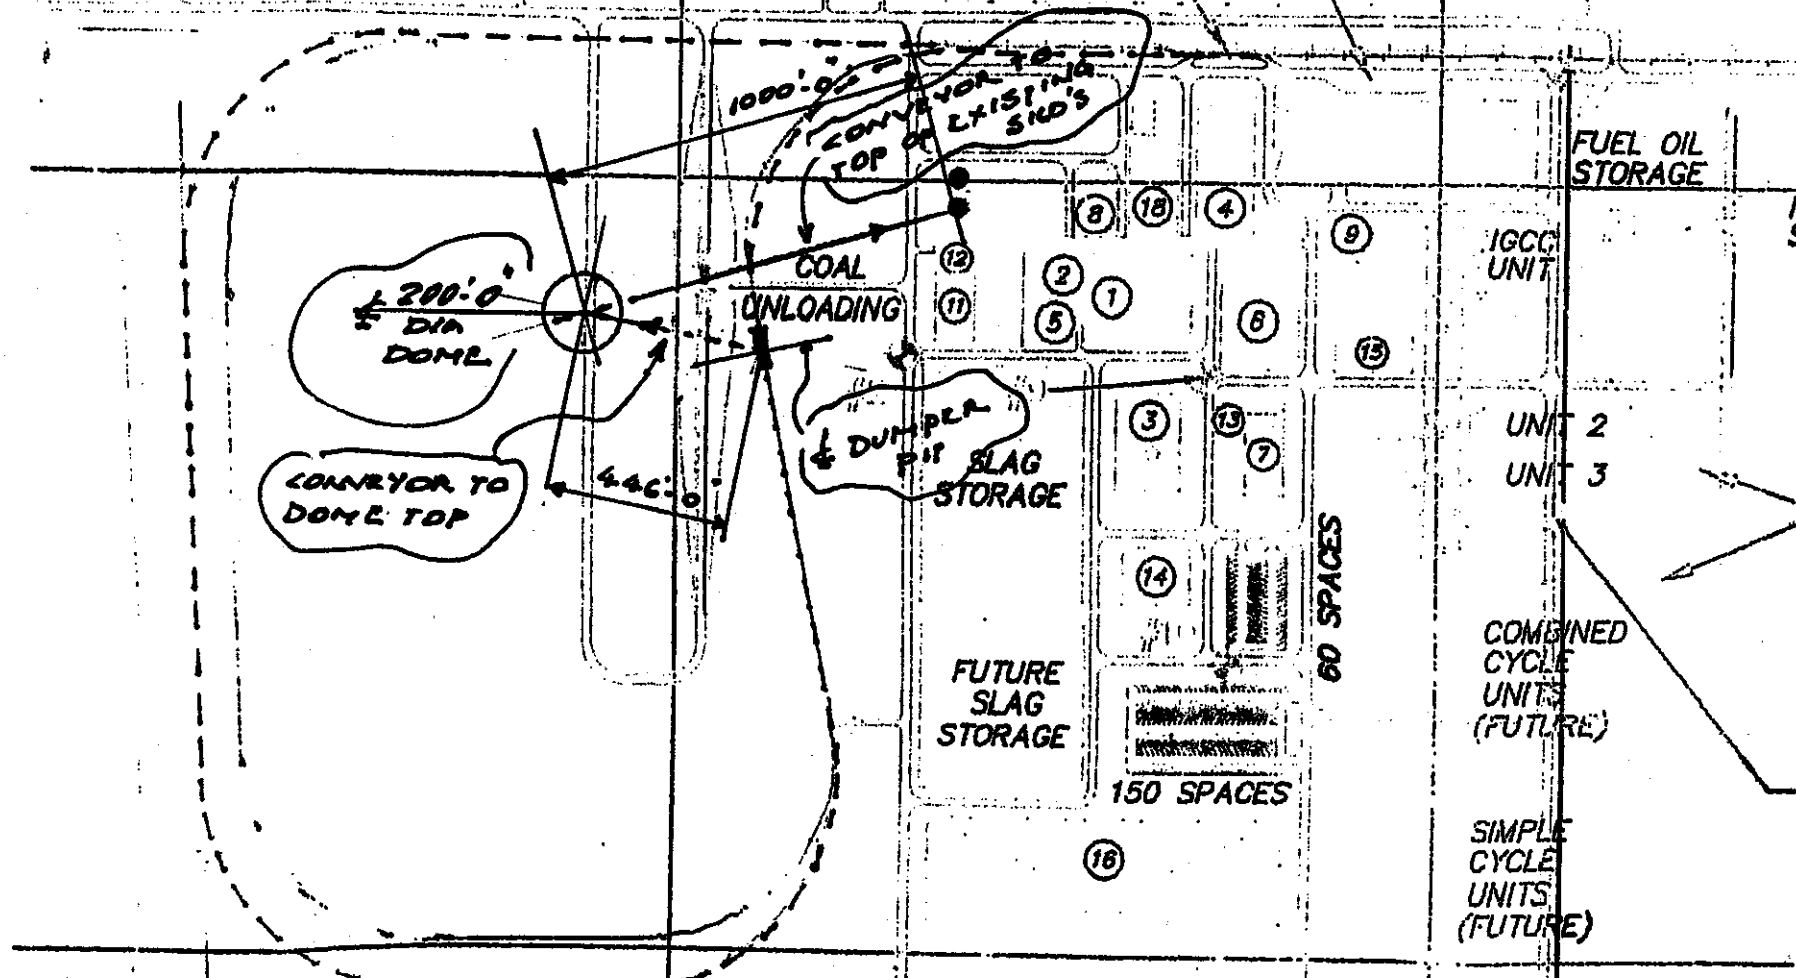 1000'-0"
CONVEYOR TO
TOP OF EXISTING
SILO'S
FUEL OIL
STORAGE
8
18
4
9
IGCC
UNIT
12
COAL
UNLOADING
2
1
11
5
6
15
℄ 200'-0"
DIA
DOME
℄ DUMPER
PIT
3
13
7
UNIT 2
UNIT 3
SLAG
STORAGE
CONVEYOR TO
DOME TOP
446'-0"
14
60 SPACES
COMBINED
CYCLE
UNITS
(FUTURE)
FUTURE
SLAG
STORAGE
150 SPACES
16
SIMPLE
CYCLE
UNITS
(FUTURE)